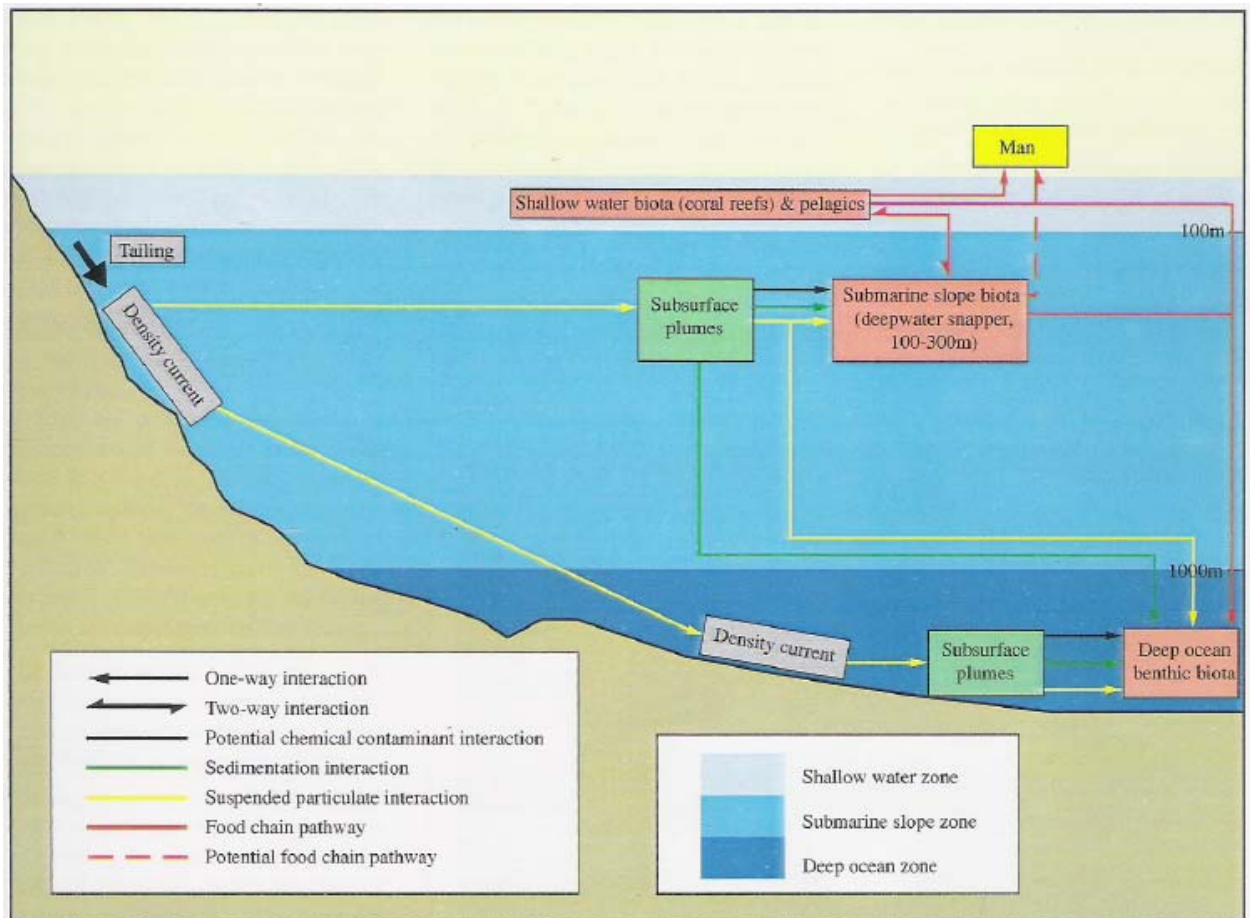 Man
Shallow water biota (coral reefs) & pelagics
100m
Tailing
Density current
Subsurface
plumes
Submarine slope biota
(deepwater snapper,
100-300m)
1000m
Density current
Subsurface
plumes
Deep ocean
benthic biota
One-way interaction
Two-way interaction
Potential chemical contaminant interaction
Sedimentation interaction
Suspended particulate interaction
Food chain pathway
Potential food chain pathway
Shallow water zone
Submarine slope zone
Deep ocean zone